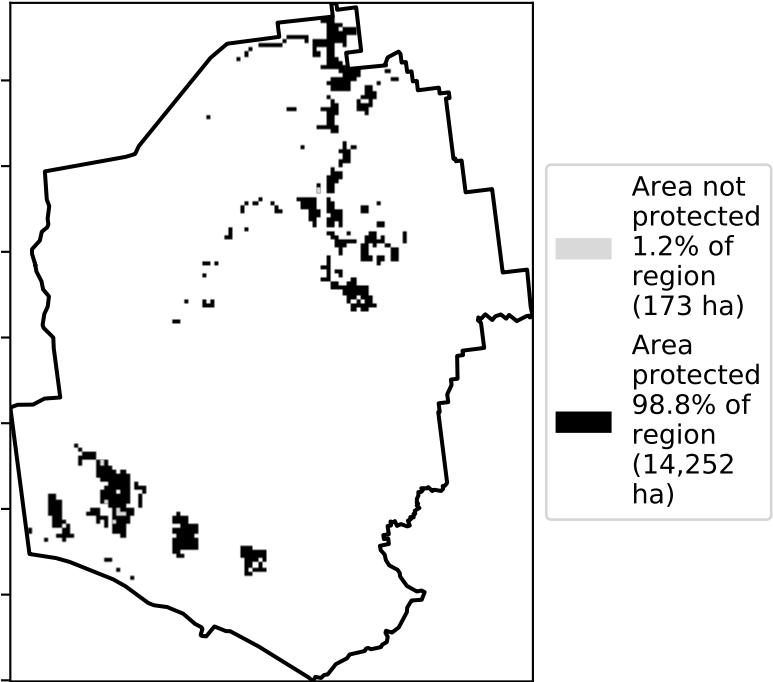 Area not
protected
1.2% of
region
(173 ha)
Area
protected
98.8% of
region
(14,252
ha)